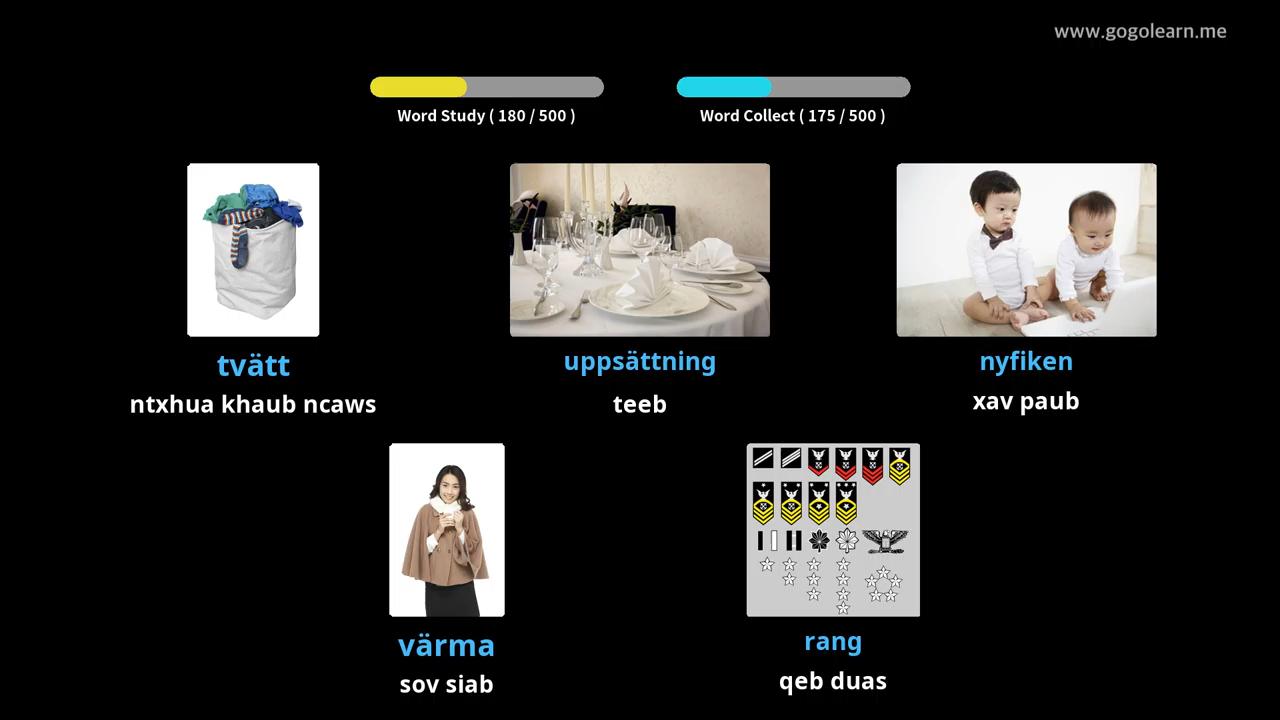 www.gogolearn.me
Word Study ( 180 / 500 )
Word Collect ( 175 / 500 )
tvätt
ntxhua khaub ncaws
uppsättning
teeb
nyfiken
xav paub
värma
sov siab
rang
qeb duas